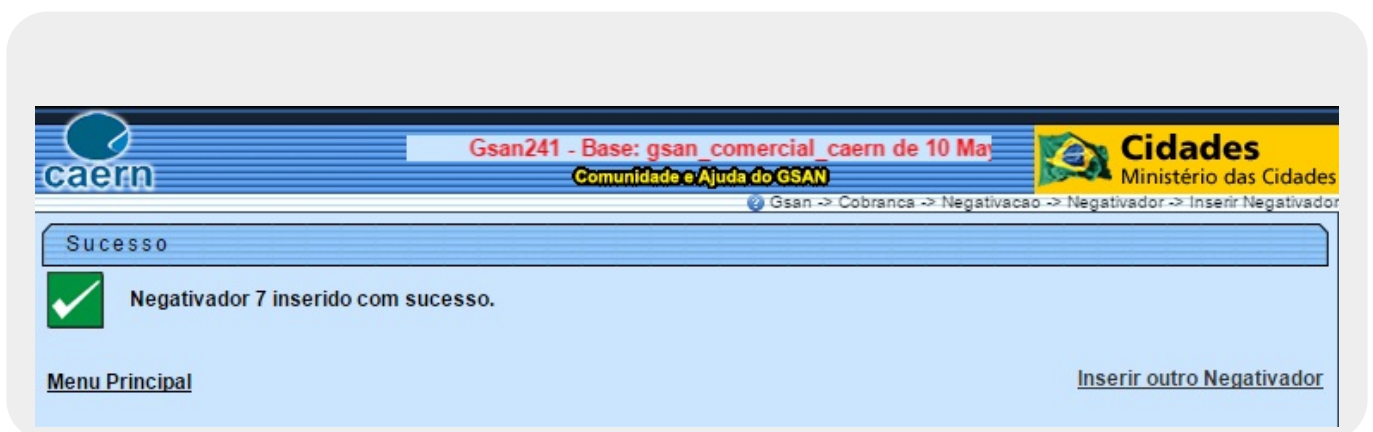 caern
Gsan241 - Base: gsan_comercial_caern de 10 May
Comunidade e Ajuda do GSAN
Cidades
Ministério das Cidades
Gsan -> Cobranca -> Negativacao -> Negativador -> Inserir Negativador
Sucesso
Negativador 7 inserido com sucesso.
Menu Principal
Inserir outro Negativador